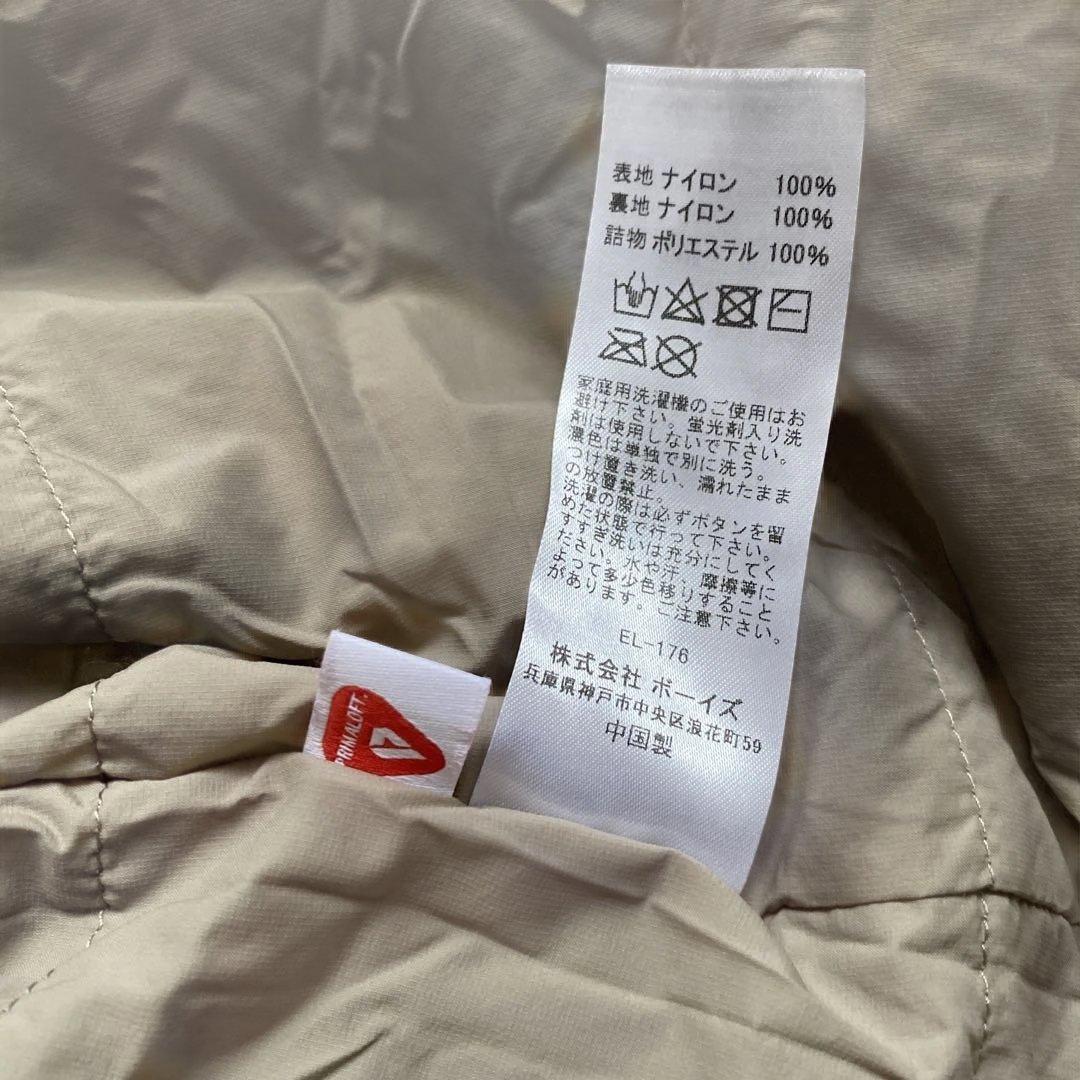 表地 ナイロン 100%
裏地 ナイロン 100%
詰物 ポリエステル 100%
家庭用洗濯機のご使用はお
避け下さい。蛍光剤入り洗
剤は使用しないで下さい。
濃色は単独で別に洗う。
つけ置き洗い、濡れたまま
の放置禁止。
洗濯の際は必ずボタンを留
めた状態で行って下さい。
すすぎ洗いは充分にしてく
ださい。水や汗、摩擦等に
よって多少色移りすること
があります。ご注意下さい。
EL-176
株式会社 ボーイズ
兵庫県神戸市中央区浪花町59
中国製
PRIMALOFT